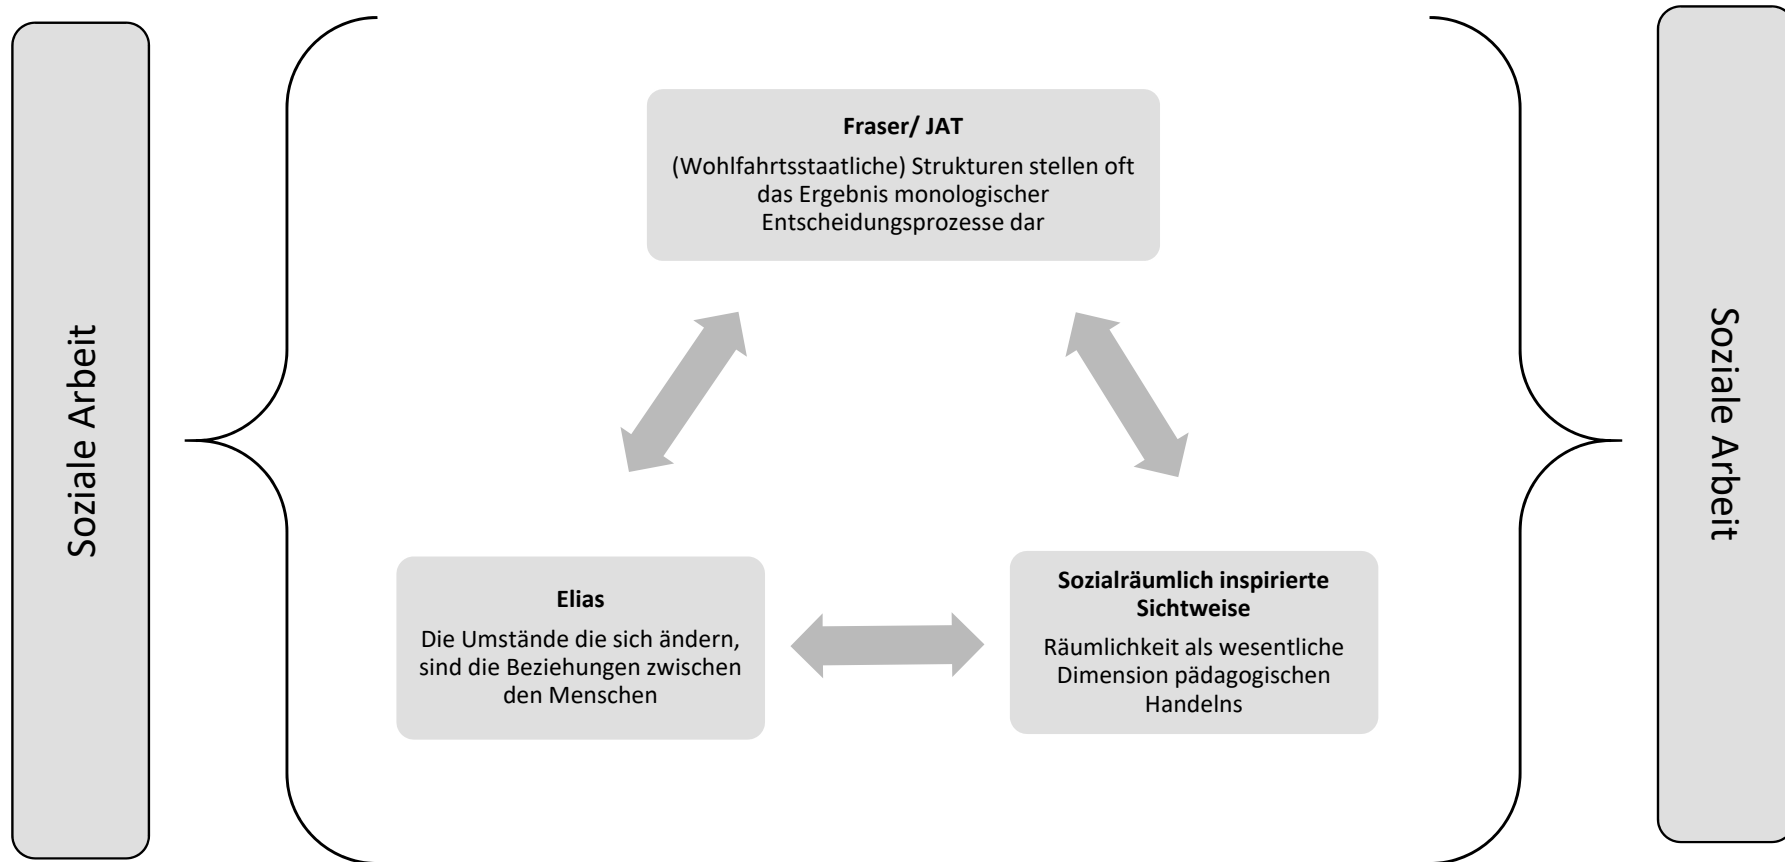 Soziale Arbeit
Fraser/ JAT
(Wohlfahrtsstaatliche) Strukturen stellen oft
das Ergebnis monologischer
Entscheidungsprozesse dar
Elias
Die Umstände die sich ändern,
sind die Beziehungen zwischen
den Menschen
Sozialräumlich inspirierte
Sichtweise
Räumlichkeit als wesentliche
Dimension pädagogischen
Handelns
Soziale Arbeit